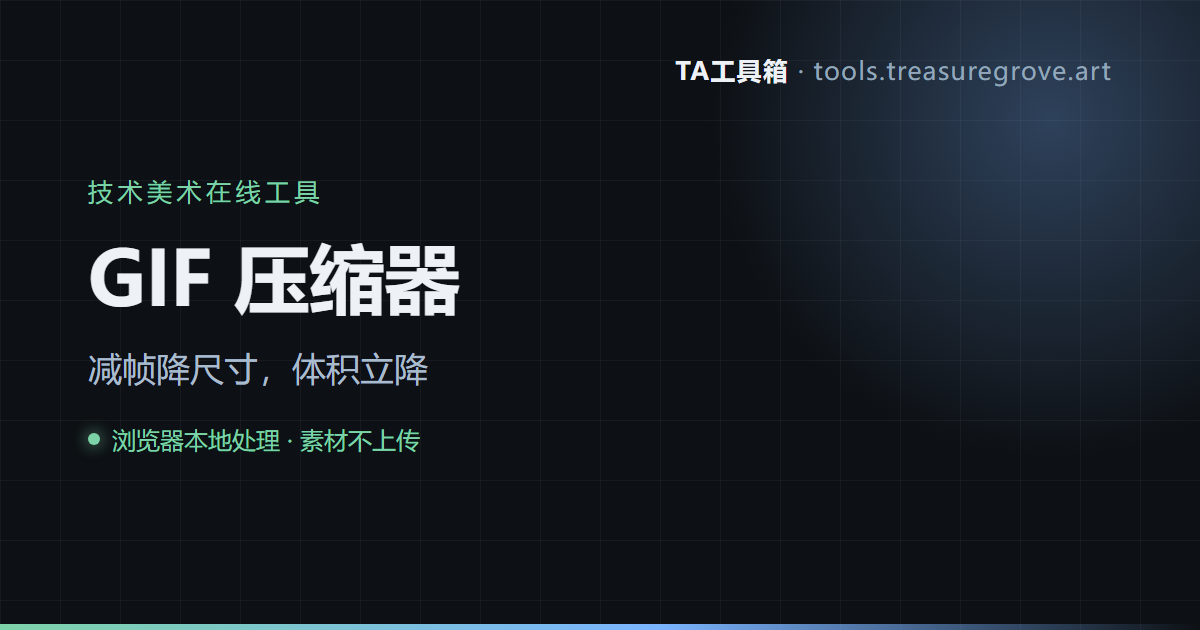 TA工具箱 · tools.treasuregrove.art
技术美术在线工具
GIF 压缩器
减帧降尺寸，体积立降
浏览器本地处理 · 素材不上传